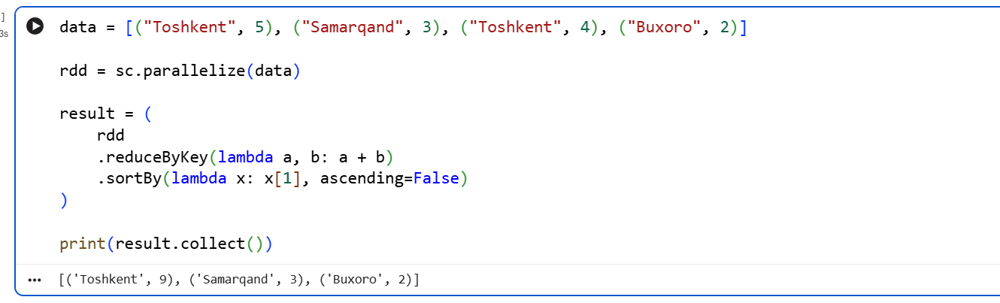 ]
3s
data = [("Toshkent", 5), ("Samarqand", 3), ("Toshkent", 4), ("Buxoro", 2)]
rdd = sc.parallelize(data)
result = (
    rdd
    .reduceByKey(lambda a, b: a + b)
    .sortBy(lambda x: x[1], ascending=False)
)
print(result.collect())
[('Toshkent', 9), ('Samarqand', 3), ('Buxoro', 2)]